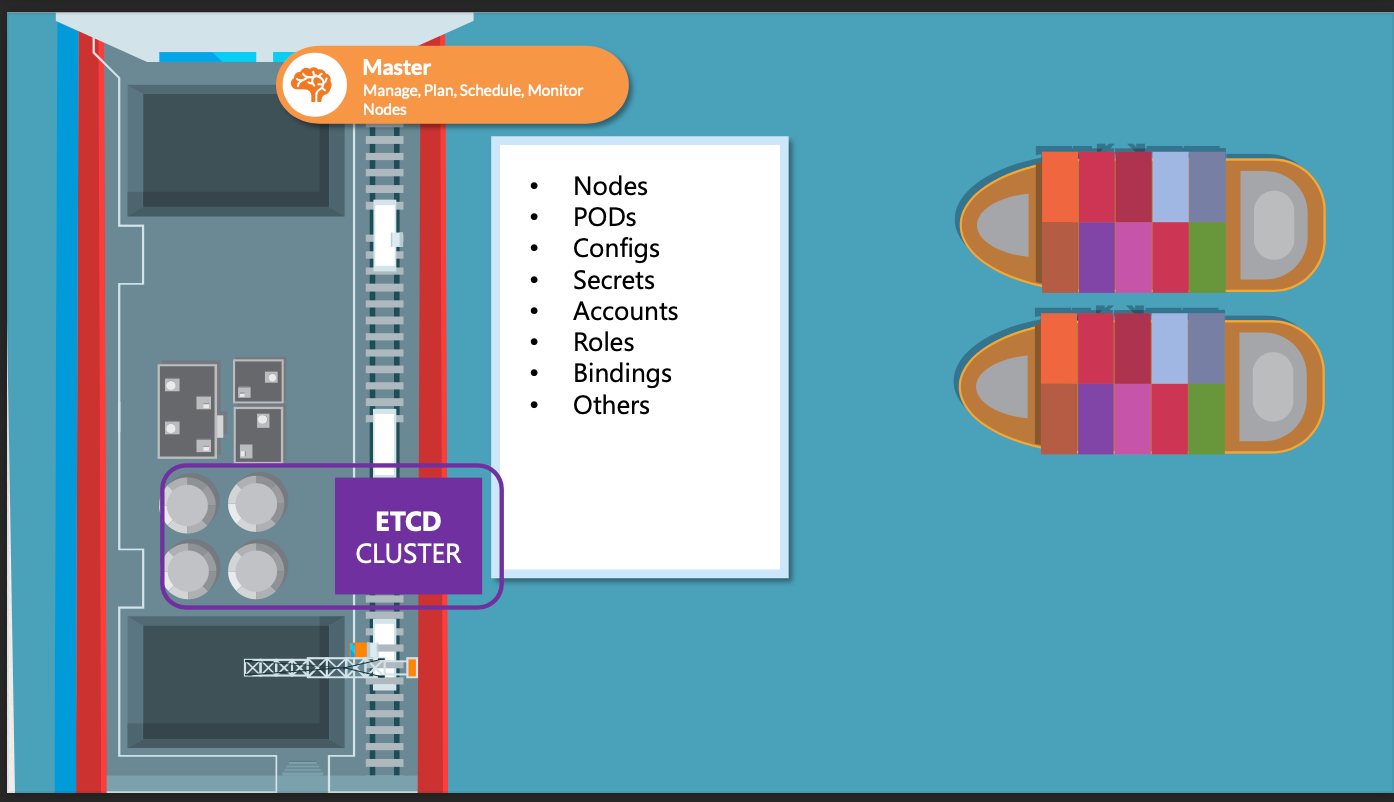 Master
Manage, Plan, Schedule, Monitor
Nodes
• Nodes
• PODs
• Configs
• Secrets
• Accounts
• Roles
• Bindings
• Others
ETCD
CLUSTER